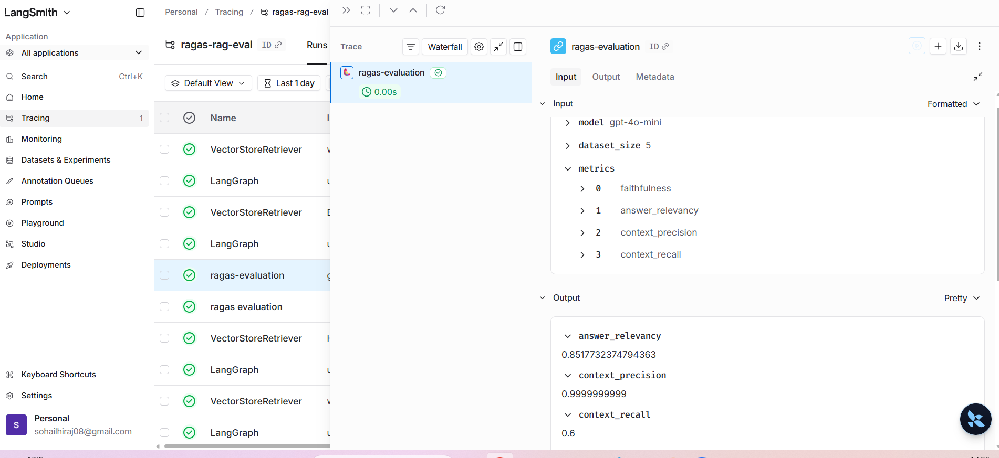 LangSmith
Application
All applications
Search Ctrl+K
Home
Tracing 1
Monitoring
Datasets & Experiments
Annotation Queues
Prompts
Playground
Studio
Deployments
Keyboard Shortcuts
Settings
S
Personal
sohailhiraj08@gmail.com
Personal / Tracing / ragas-rag-eval
ragas-rag-eval ID Runs
Default View Last 1 day
Name
VectorStoreRetriever
LangGraph
VectorStoreRetriever
LangGraph
ragas-evaluation
ragas evaluation
VectorStoreRetriever
LangGraph
VectorStoreRetriever
LangGraph
Trace Waterfall
ragas-evaluation
0.00s
ragas-evaluation ID
Input Output Metadata
Input Formatted
model gpt-4o-mini
dataset_size 5
metrics
0 faithfulness
1 answer_relevancy
2 context_precision
3 context_recall
Output Pretty
answer_relevancy
0.8517732374794363
context_precision
0.9999999999
context_recall
0.6